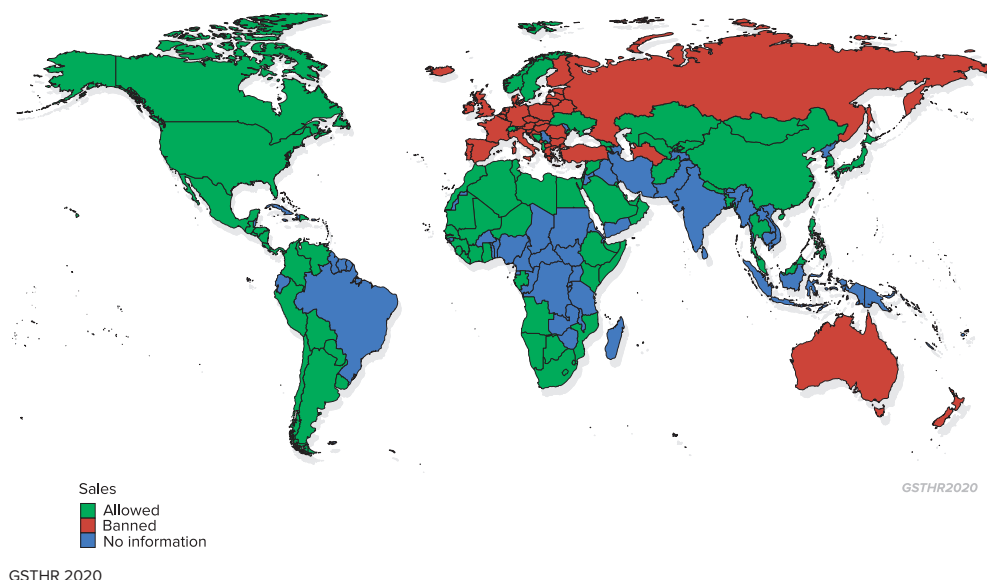 Sales
Allowed
Banned
No information
GSTHR2020
GSTHR 2020